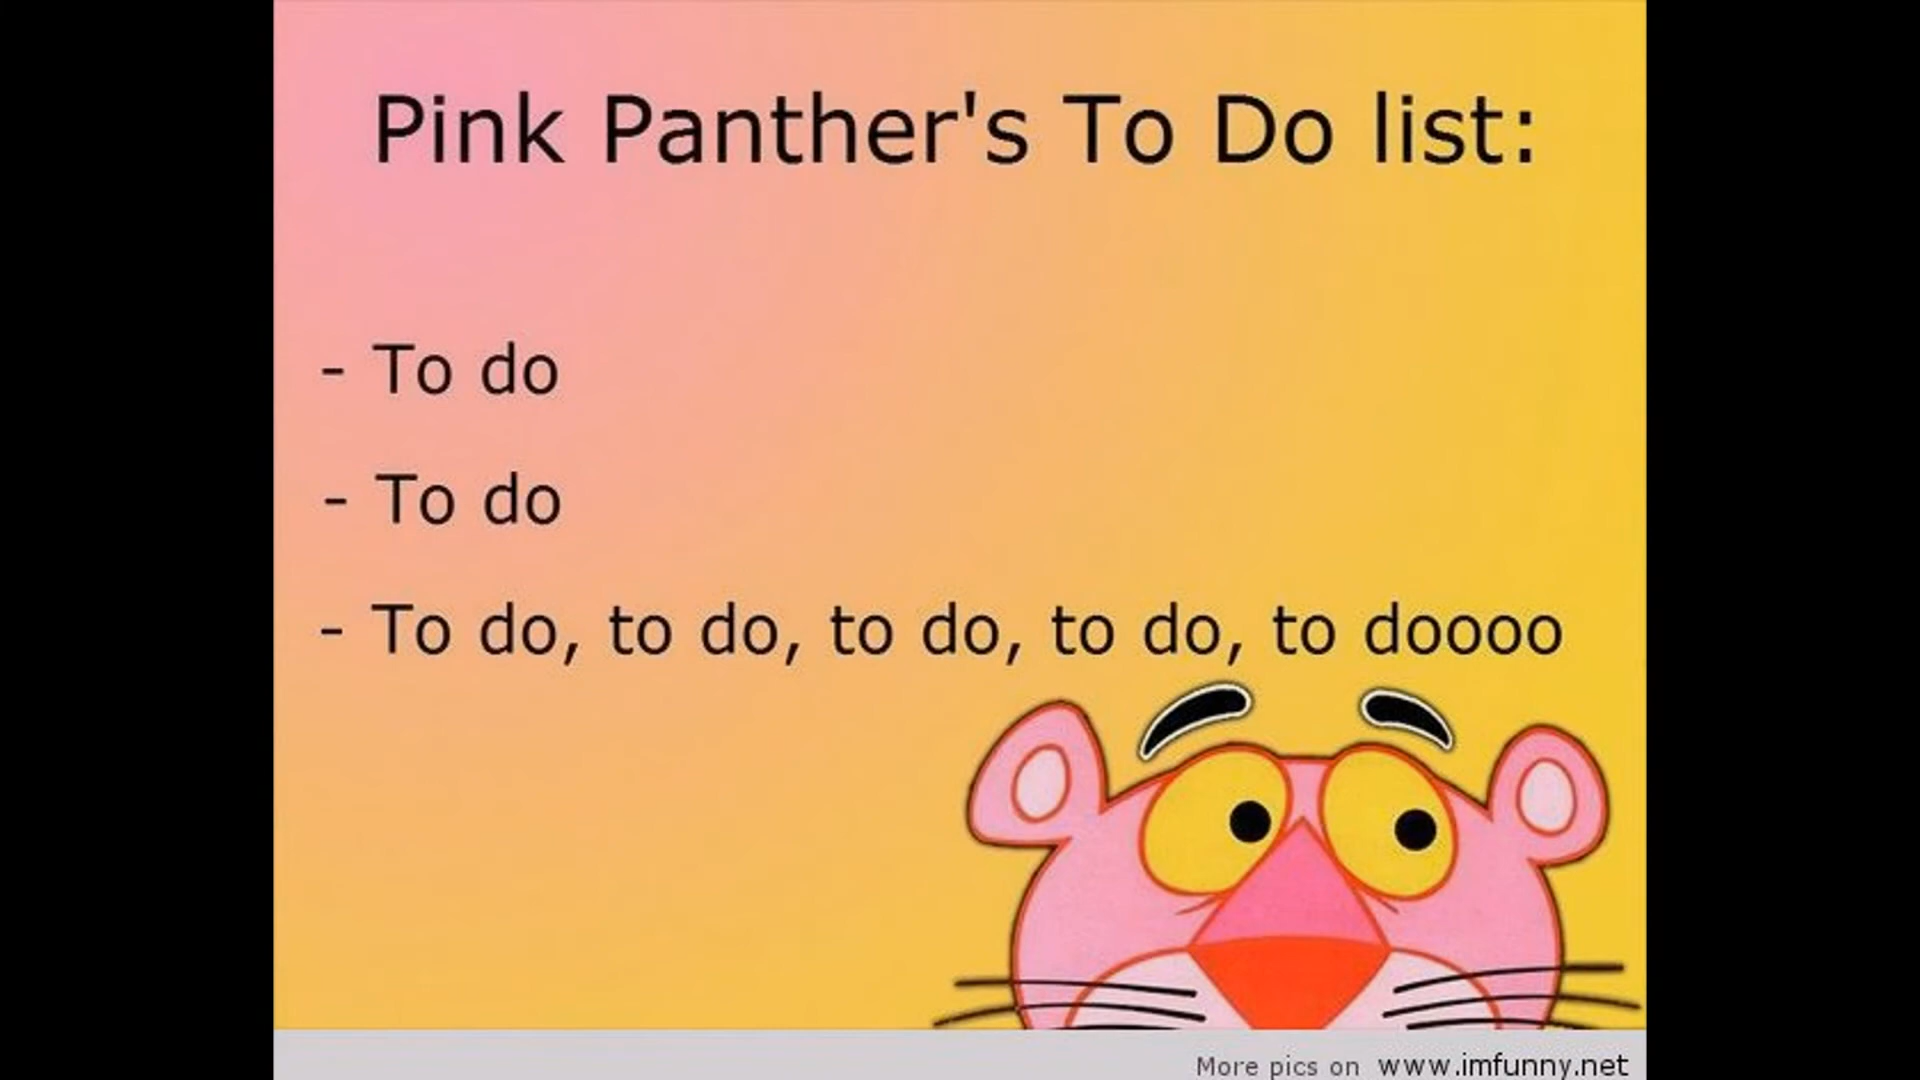 Pink Panther's To Do list:
- To do
- To do
- To do, to do, to do, to do, to doooo
More pics on www.imfunny.net